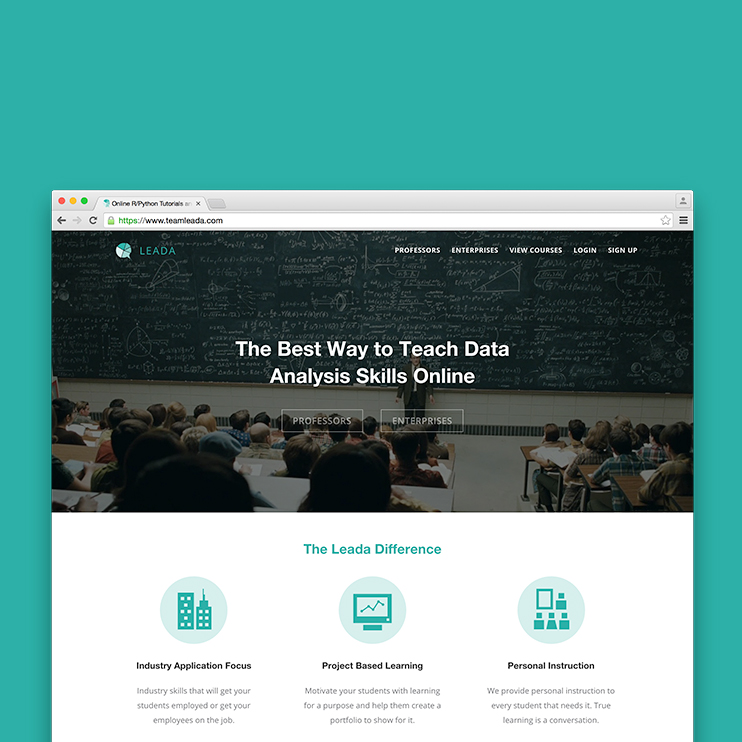 Online R/Python Tutorials an
https://www.teamleada.com
LEADA
PROFESSORS ENTERPRISES VIEW COURSES LOGIN SIGN UP
The Best Way to Teach Data
Analysis Skills Online
PROFESSORS ENTERPRISES
The Leada Difference
Industry Application Focus
Industry skills that will get your
students employed or get your
employees on the job.
Project Based Learning
Motivate your students with learning
for a purpose and help them create a
portfolio to show for it.
Personal Instruction
We provide personal instruction to
every student that needs it. True
learning is a conversation.